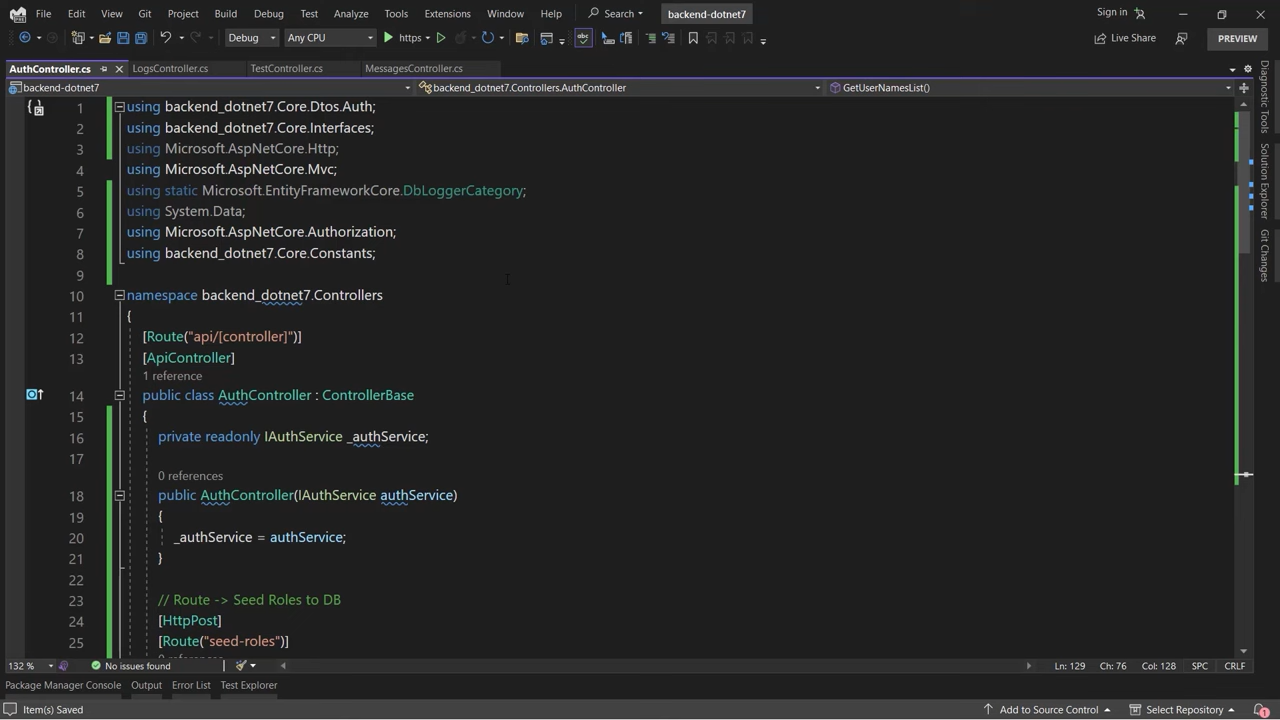 File Edit View Git Project Build Debug Test Analyze Tools Extensions Window Help Search backend-dotnet7 Sign in
Debug Any CPU https Live Share PREVIEW
AuthController.cs LogsController.cs TestController.cs MessagesController.cs
backend-dotnet7 backend_dotnet7.Controllers.AuthController GetUserNamesList()
1 using backend_dotnet7.Core.Dtos.Auth;
2 using backend_dotnet7.Core.Interfaces;
3 using Microsoft.AspNetCore.Http;
4 using Microsoft.AspNetCore.Mvc;
5 using static Microsoft.EntityFrameworkCore.DbLoggerCategory;
6 using System.Data;
7 using Microsoft.AspNetCore.Authorization;
8 using backend_dotnet7.Core.Constants;
9
10 namespace backend_dotnet7.Controllers
11 {
12 [Route("api/[controller]")]
13 [ApiController]
1 reference
14 public class AuthController : ControllerBase
15 {
16 private readonly IAuthService _authService;
17
0 references
18 public AuthController(IAuthService authService)
19 {
20 _authService = authService;
21 }
22
23 // Route -> Seed Roles to DB
24 [HttpPost]
25 [Route("seed-roles")]
132 % No issues found Ln: 129 Ch: 76 Col: 128 SPC CRLF
Package Manager Console Output Error List Test Explorer
Item(s) Saved Add to Source Control Select Repository 1
Diagnostic Tools
Solution Explorer
Git Changes